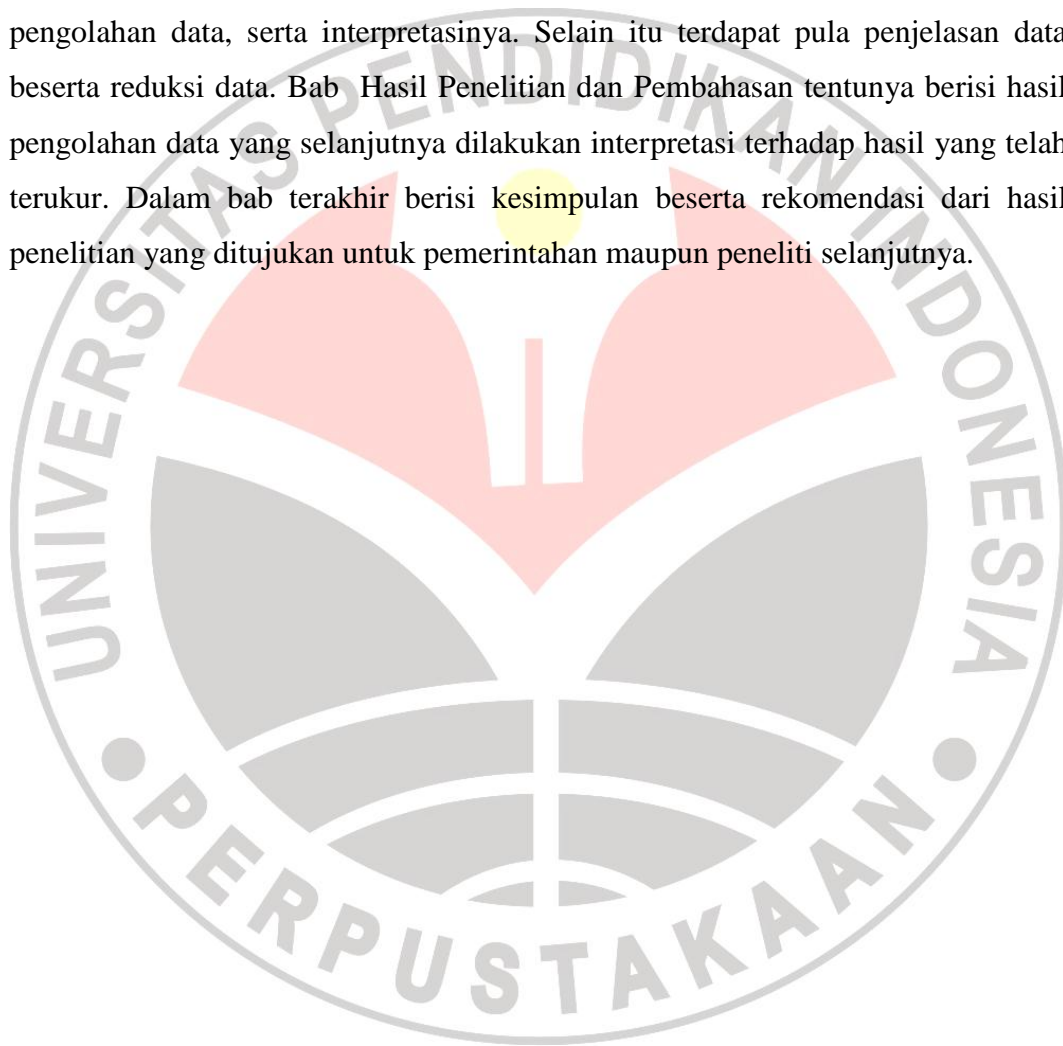 pengolahan data, serta interpretasinya. Selain itu terdapat pula penjelasan data
beserta reduksi data. Bab  Hasil Penelitian dan Pembahasan tentunya berisi hasil
pengolahan data yang selanjutnya dilakukan interpretasi terhadap hasil yang telah
terukur. Dalam bab terakhir berisi kesimpulan beserta rekomendasi dari hasil
penelitian yang ditujukan untuk pemerintahan maupun peneliti selanjutnya.
UNIVERSITAS PENDIDIKAN INDONESIA
PERPUSTAKAAN